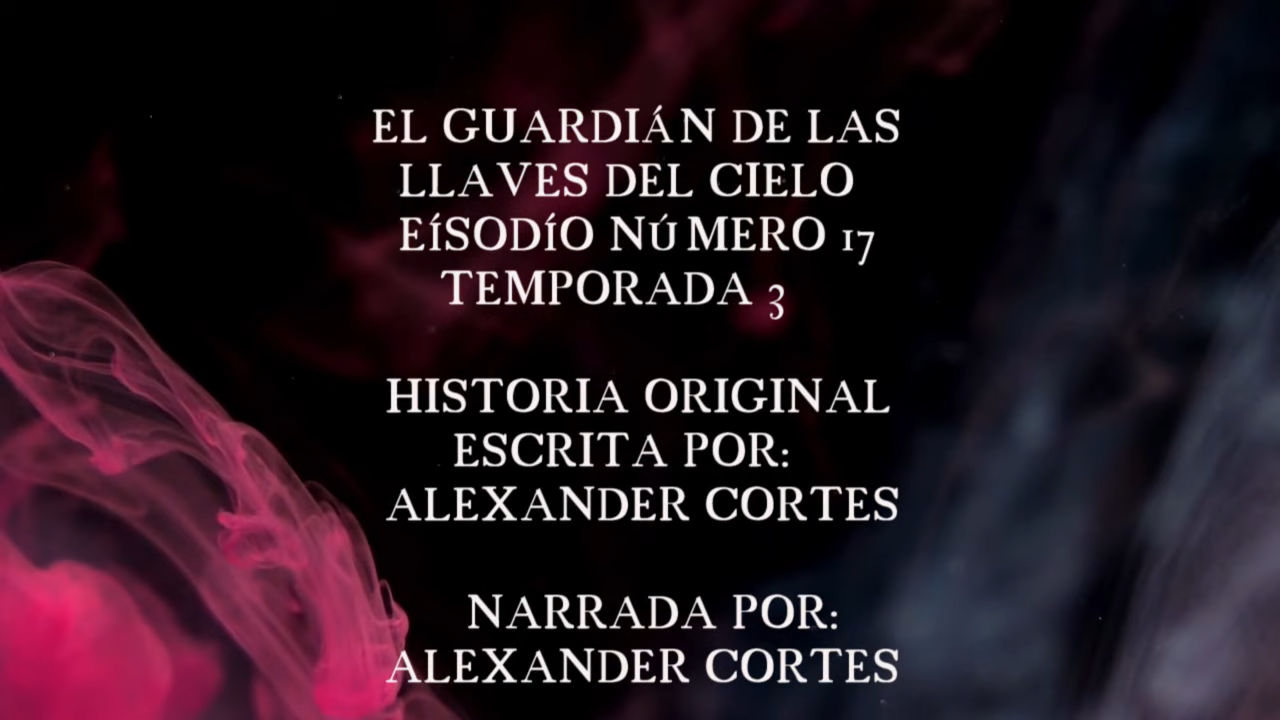 EL GUARDIÁN DE LAS
LLAVES DEL CIELO
EÍSODÍO NÚMERO 17
TEMPORADA 3
HISTORIA ORIGINAL
ESCRITA POR:
ALEXANDER CORTES
NARRADA POR:
ALEXANDER CORTES